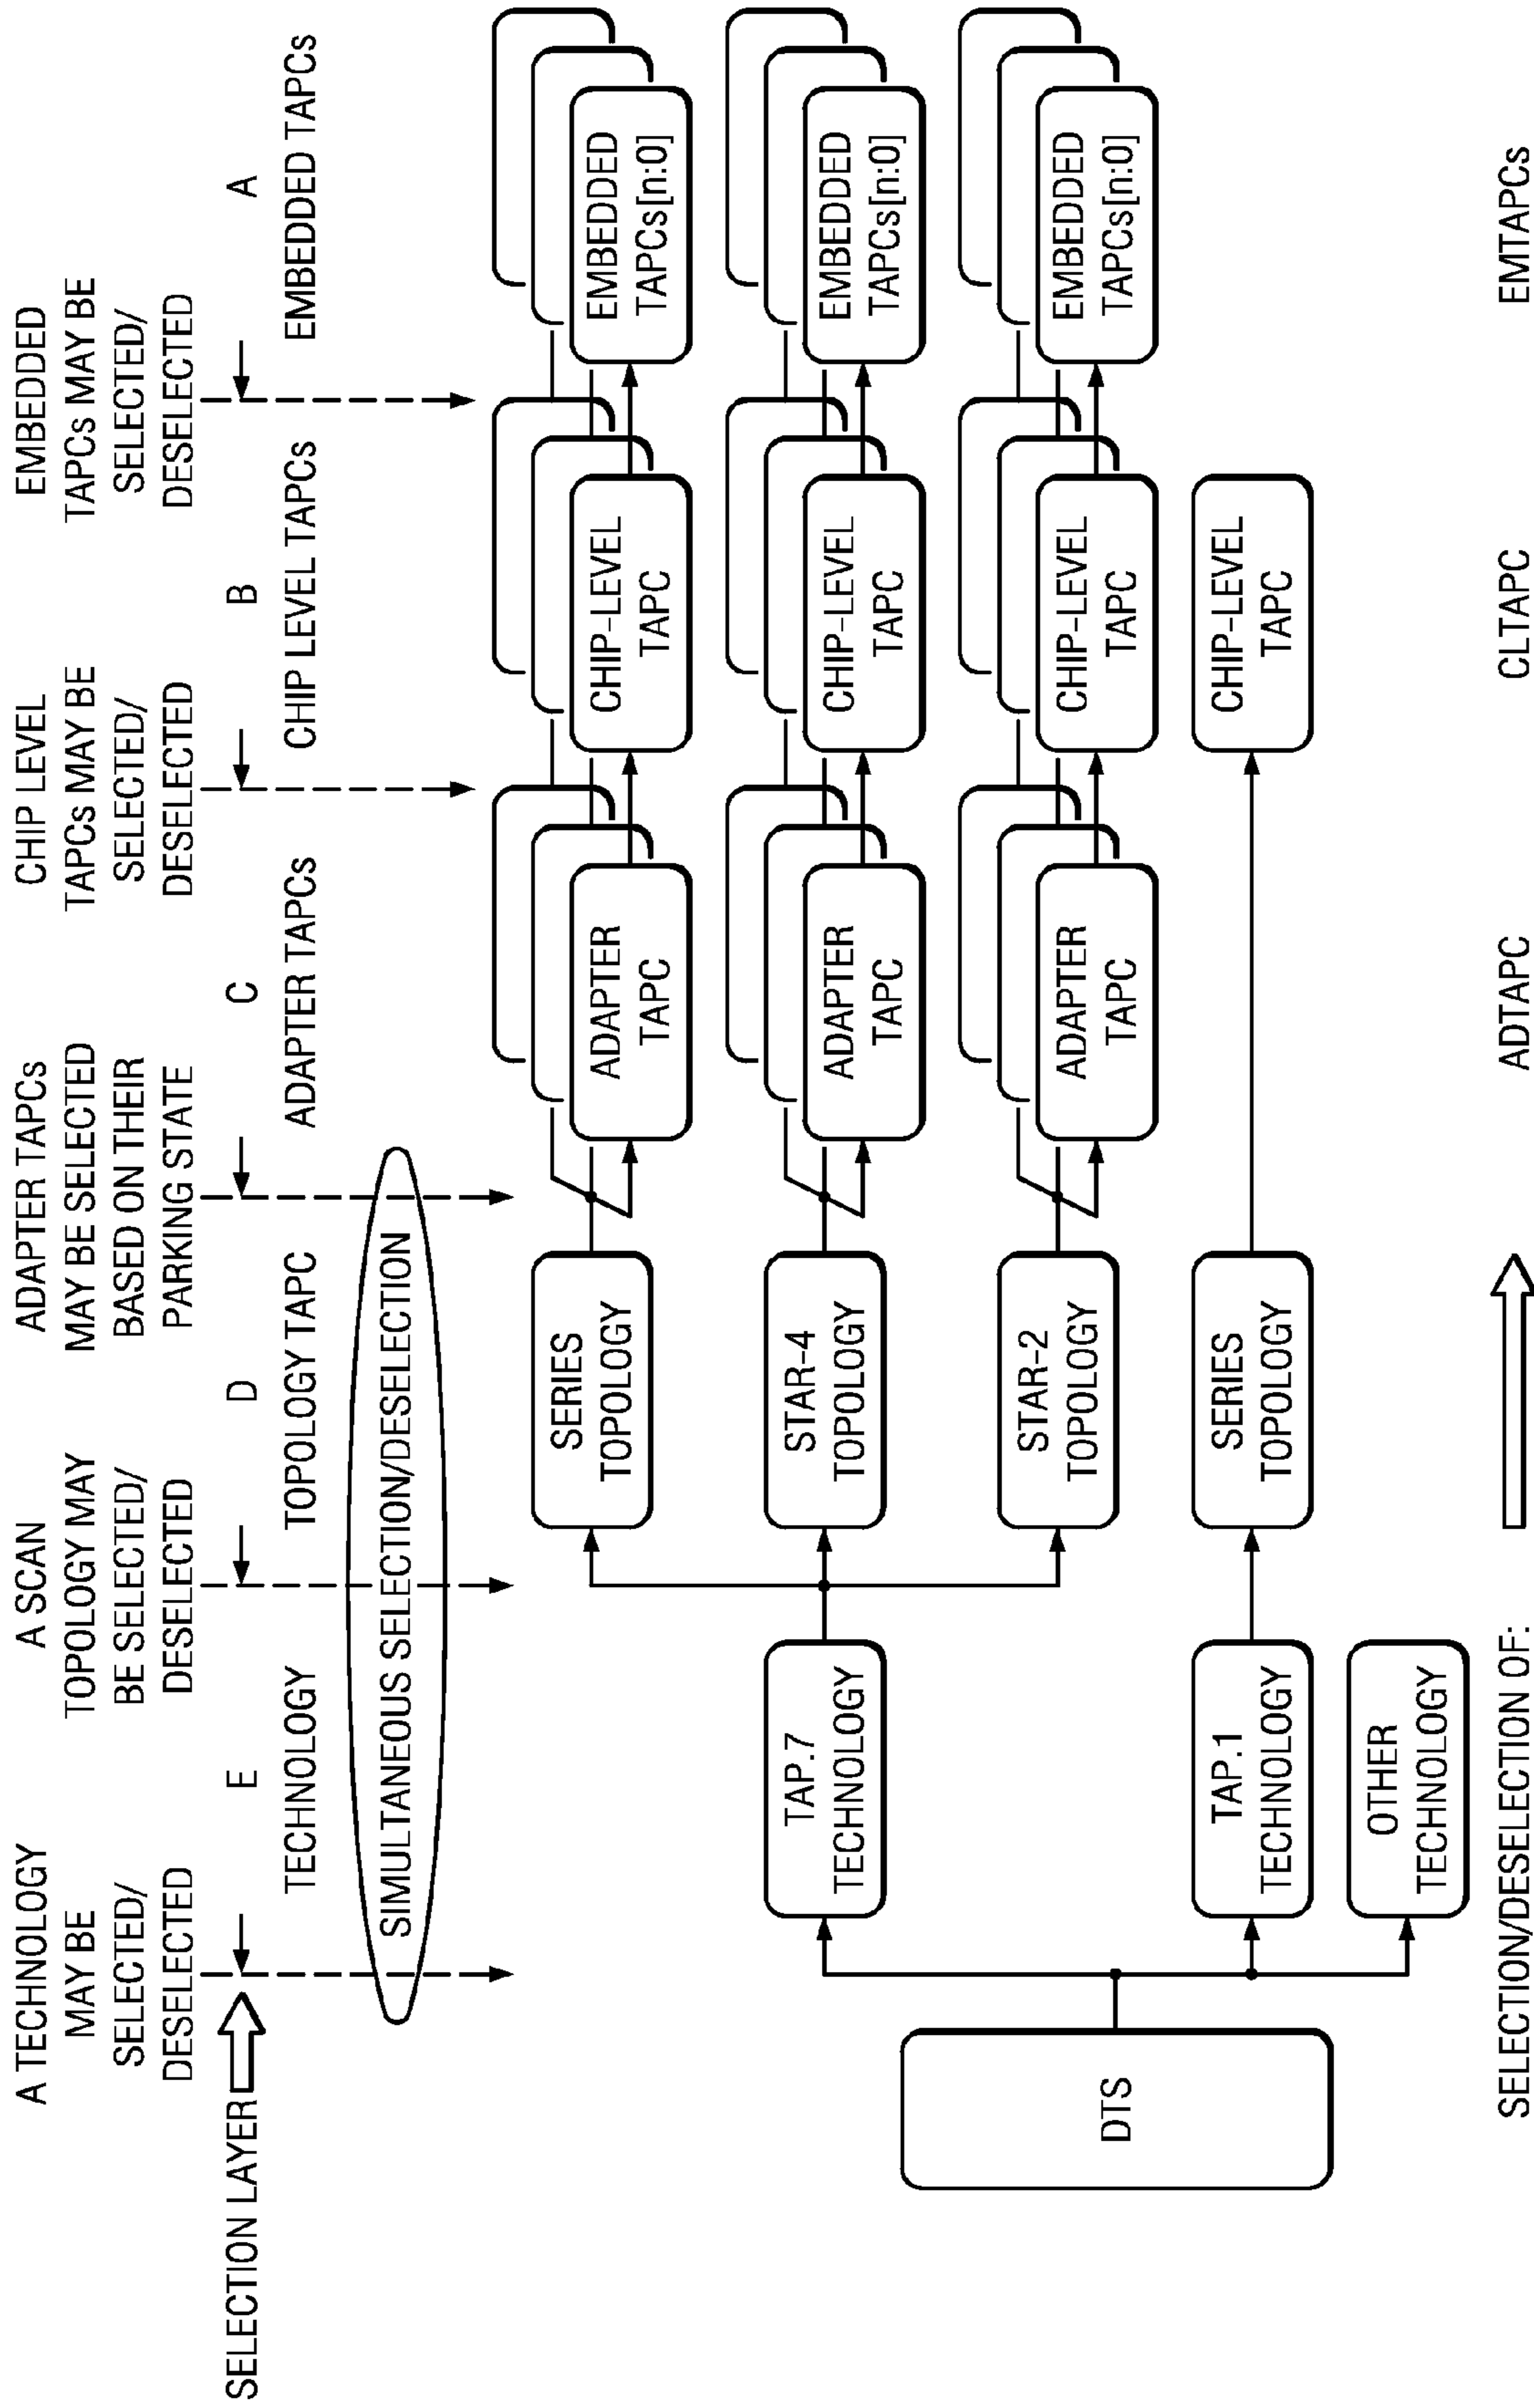 A TECHNOLOGY
MAY BE
SELECTED/
DESELECTED
A SCAN
TOPOLOGY MAY
BE SELECTED/
DESELECTED
ADAPTER TAPCs
MAY BE SELECTED
BASED ON THEIR
PARKING STATE
CHIP LEVEL
TAPCs MAY BE
SELECTED/
DESELECTED
EMBEDDED
TAPCs MAY BE
SELECTED/
DESELECTED
SELECTION LAYER
E
D
C
B
A
TECHNOLOGY
TOPOLOGY TAPC
ADAPTER TAPCs
CHIP LEVEL TAPCs
EMBEDDED TAPCs
SIMULTANEOUS SELECTION/DESELECTION
SERIES
TOPOLOGY
ADAPTER
TAPC
CHIP-LEVEL
TAPC
EMBEDDED
TAPCs[n:0]
TAP.7
TECHNOLOGY
STAR-4
TOPOLOGY
ADAPTER
TAPC
CHIP-LEVEL
TAPC
EMBEDDED
TAPCs[n:0]
STAR-2
TOPOLOGY
ADAPTER
TAPC
CHIP-LEVEL
TAPC
EMBEDDED
TAPCs[n:0]
DTS
TAP.1
TECHNOLOGY
SERIES
TOPOLOGY
CHIP-LEVEL
TAPC
OTHER
TECHNOLOGY
SELECTION/DESELECTION OF:
ADTAPC
CLTAPC
EMTAPCs